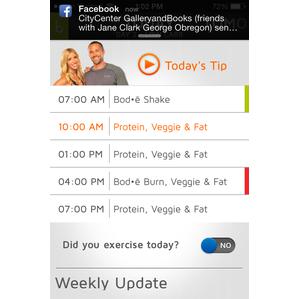 Facebook now
CityCenter GalleryandBooks (friends
with Jane Clark George Obregon) sen...
Today's Tip
07:00 AM Bod•ē Shake
10:00 AM Protein, Veggie & Fat
01:00 PM Protein, Veggie & Fat
04:00 PM Bod•ē Burn, Veggie & Fat
07:00 PM Protein, Veggie & Fat
Did you exercise today? NO
Weekly Update